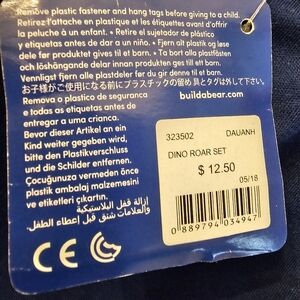 Remove plastic fastener and hang tags before giving to a child.
Retirez l'attache en plastique et les étiquettes avant d'offrir
la peluche à un enfant. • Retire el sujetador de plástico
y etiquetas antes de dar a un niño. • Fjern alt plastik og løse
dele før produktet gives til et barn. • Ta bort alla plastfästen
och löshängande delar innan produkten ges till ett barn.
Vennligst fjern alle plastdeler før du gir denne til et barn.
お子様がご使用になる前にプラスチックの留め具とタグを外して下さい
Remova o plastico de segurança
e todas as etiquetas antes de
entregar a uma criança.
Bevor dieser Artikel an ein
Kind weiter gegeben wird,
bitte den Plastikverschluss
und die Schilder entfernen.
Çocuğunuza vermeden önce
plastik ambalaj malzemesini
ve etiketleri çıkartın.
إزالة قفل البلاستيكية
والعلامات شنق قبل إعطاء الطفل.
CE
buildabear.com
323502 DAUANH
DINO ROAR SET
$ 12.50
05/18
0 889794 034947